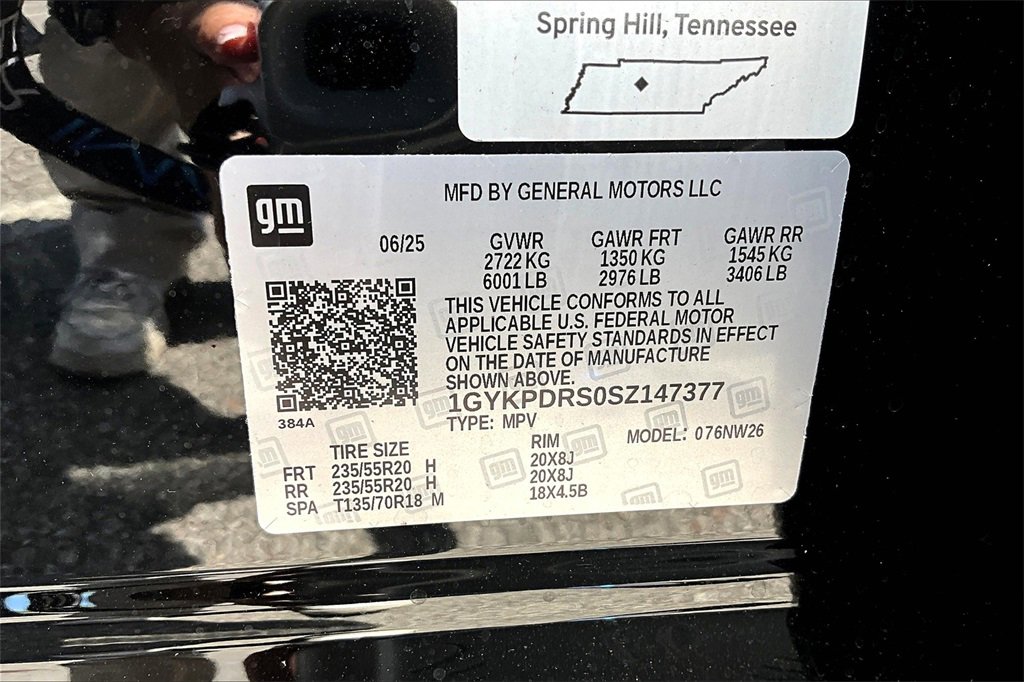 Spring Hill, Tennessee
gm
MFD BY GENERAL MOTORS LLC
06/25
GVWR
2722 KG
6001 LB
GAWR FRT
1350 KG
2976 LB
GAWR RR
1545 KG
3406 LB
THIS VEHICLE CONFORMS TO ALL
APPLICABLE U.S. FEDERAL MOTOR
VEHICLE SAFETY STANDARDS IN EFFECT
ON THE DATE OF MANUFACTURE
SHOWN ABOVE.
1GYKPDRS0SZ147377
384A
TYPE: MPV
MODEL: 076NW26
TIRE SIZE RIM
FRT 235/55R20 H 20X8J
RR 235/55R20 H 20X8J
SPA T135/70R18 M 18X4.5B